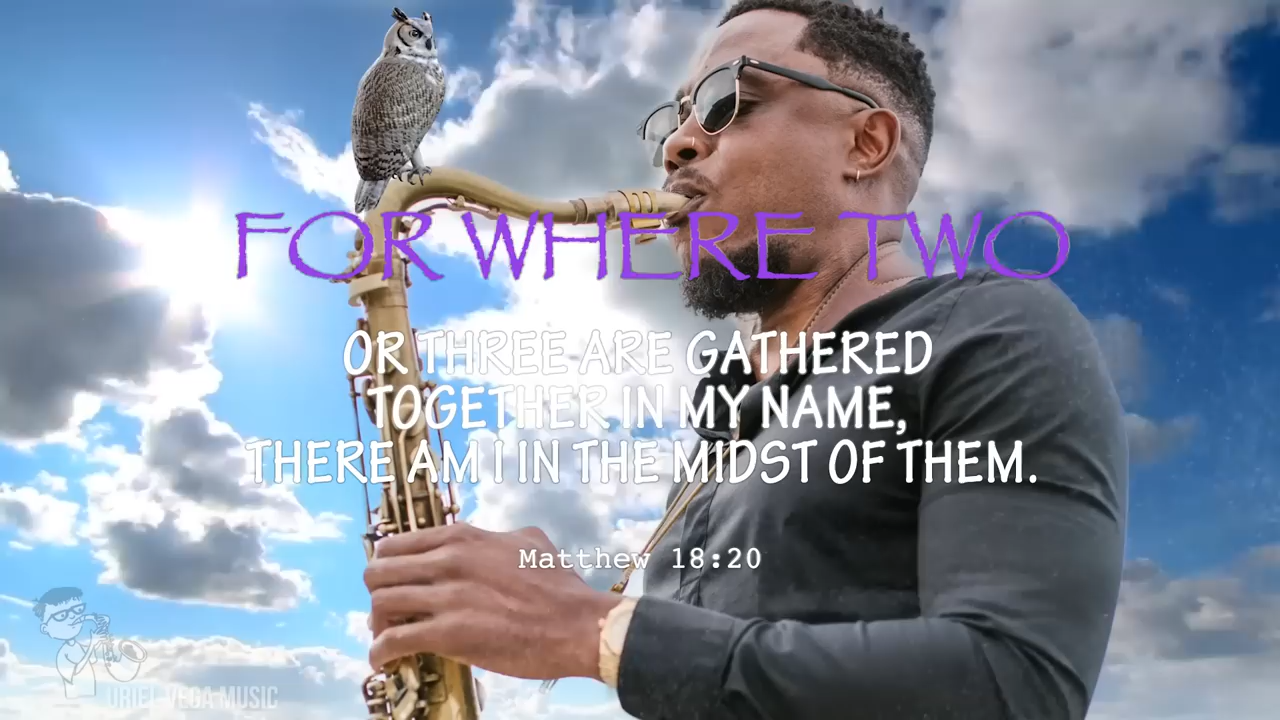 FOR WHERE TWO
OR THREE ARE GATHERED
TOGETHER IN MY NAME,
THERE AM I IN THE MIDST OF THEM.
Matthew 18:20
URIEL VEGA MUSIC